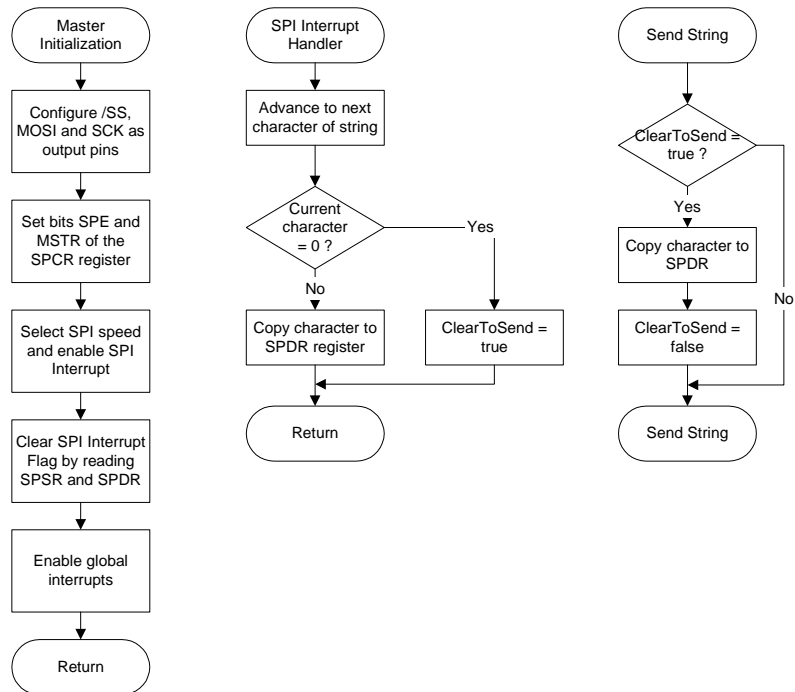 Master
Initialization
Configure /SS,
MOSI and SCK as
output pins
Set bits SPE and
MSTR of the
SPCR register
Select SPI speed
and enable SPI
Interrupt
Clear SPI Interrupt
Flag by reading
SPSR and SPDR
Enable global
interrupts
Return
SPI Interrupt
Handler
Advance to next
character of string
Current
character
= 0 ?
Yes
No
Copy character to
SPDR register
ClearToSend =
true
Return
Send String
ClearToSend =
true ?
Yes
No
Copy character to
SPDR
ClearToSend =
false
Send String